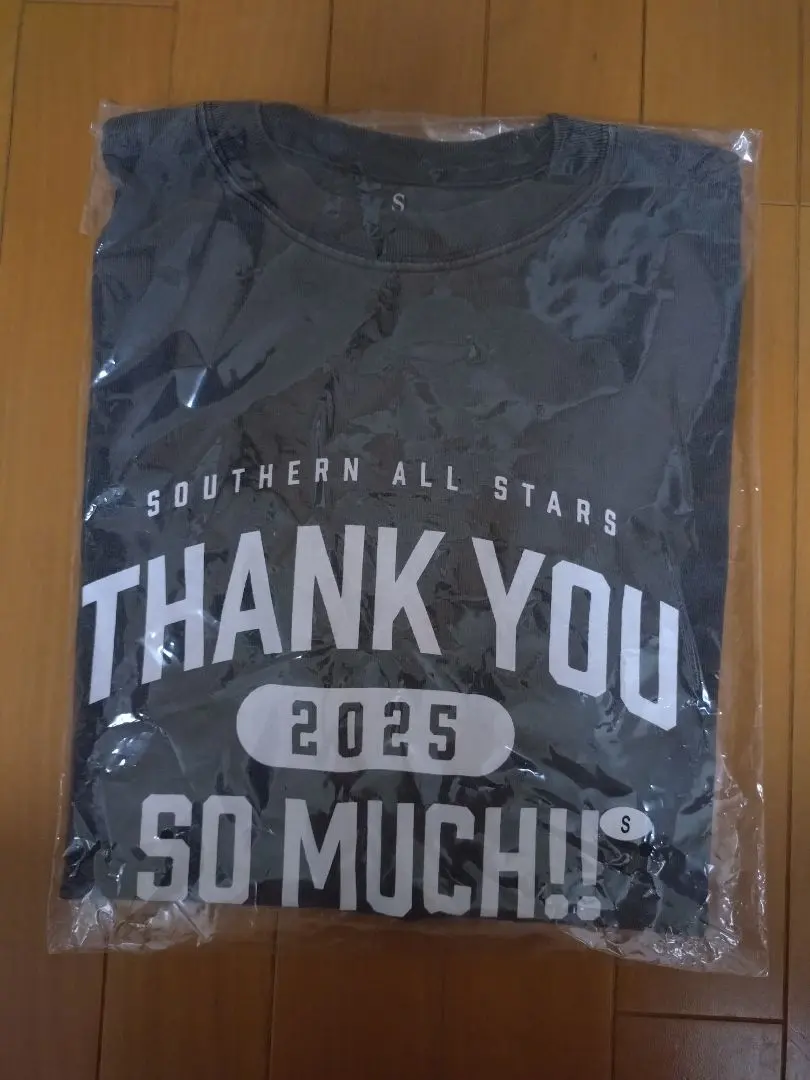 S
SOUTHERN ALL STARS
THANK YOU
2025
SO MUCH!!
S